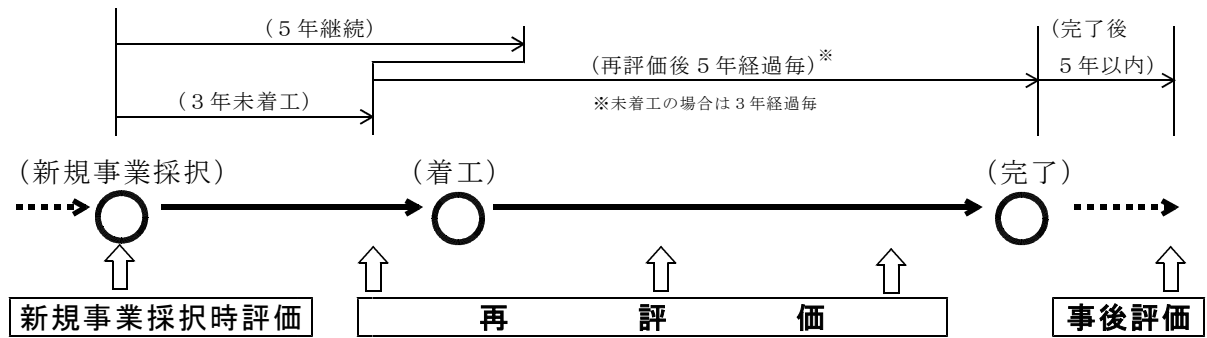 (5年継続)
(完了後
5年以内)
(再評価後5年経過毎)※
※未着工の場合は3年経過毎
(3年未着工)
(新規事業採択)
(着工)
(完了)
新規事業採択時評価
再評価
事後評価